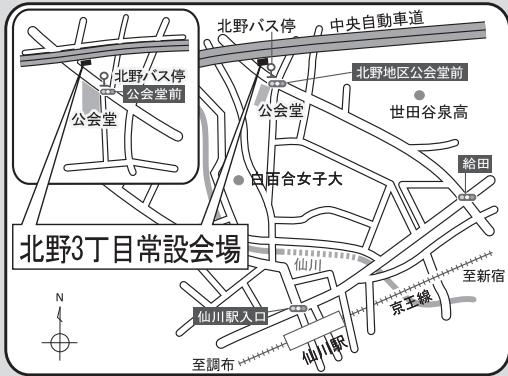 北野バス停
公会堂前
公会堂
北野バス停
中央自動車道
北野地区公会堂前
公会堂
世田谷泉高
給田
白百合女子大
北野3丁目常設会場
仙川
至新宿
京王線
仙川駅入口
仙川駅
至調布
N